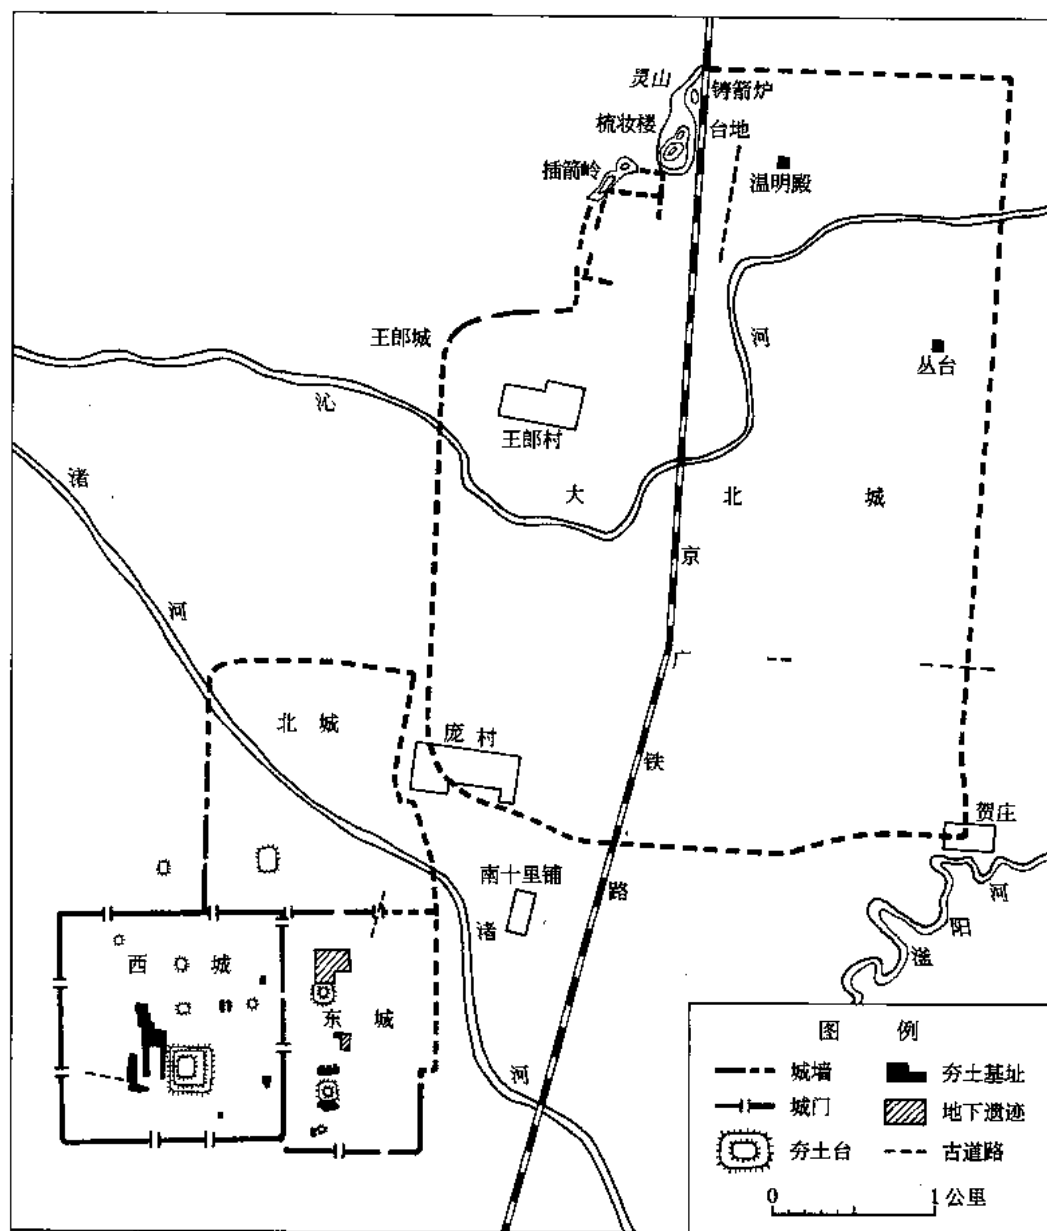 灵山
铸箭炉
梳妆楼
台地
插箭岭
温明殿
王郎城
河
丛台
沁
王郎村
渚
大
北
城
京
河
广
北城
庞村
铁
贺庄
南十里铺
路
渚
河
阳
滏
西城
东城
河
图例
城墙
夯土基址
城门
地下遗迹
夯土台
古道路
0
1公里